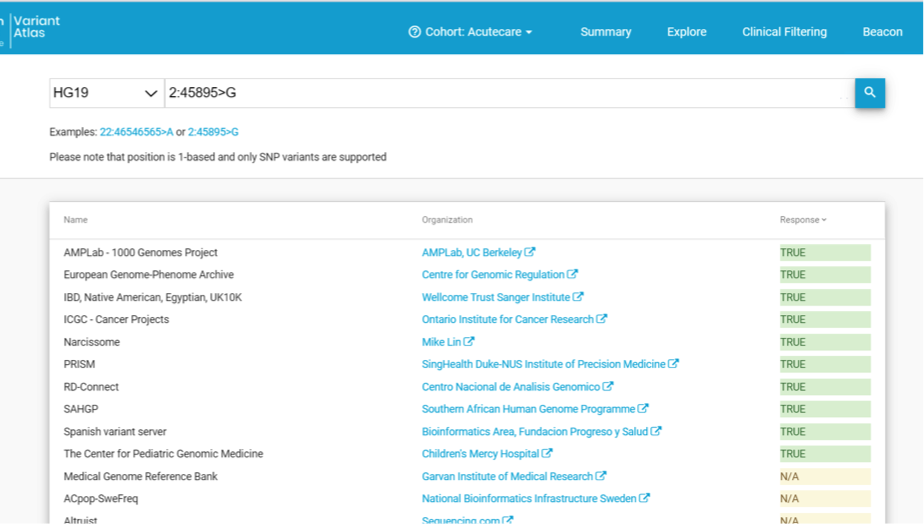 Variant
Atlas
Cohort: Acutecare
Summary
Explore
Clinical Filtering
Beacon
HG19
2:45895>G
Examples: 22:46546565>A or 2:45895>G
Please note that position is 1-based and only SNP variants are supported
Name Organization Response
AMPLab - 1000 Genomes Project AMPLab, UC Berkeley TRUE
European Genome-Phenome Archive Centre for Genomic Regulation TRUE
IBD, Native American, Egyptian, UK10K Wellcome Trust Sanger Institute TRUE
ICGC - Cancer Projects Ontario Institute for Cancer Research TRUE
Narcissome Mike Lin TRUE
PRISM SingHealth Duke-NUS Institute of Precision Medicine TRUE
RD-Connect Centro Nacional de Analisis Genomico TRUE
SAHGP Southern African Human Genome Programme TRUE
Spanish variant server Bioinformatics Area, Fundacion Progreso y Salud TRUE
The Center for Pediatric Genomic Medicine Children's Mercy Hospital TRUE
Medical Genome Reference Bank Garvan Institute of Medical Research N/A
ACpop-SweFreq National Bioinformatics Infrastructure Sweden N/A
Altruist Sequencing.com N/A